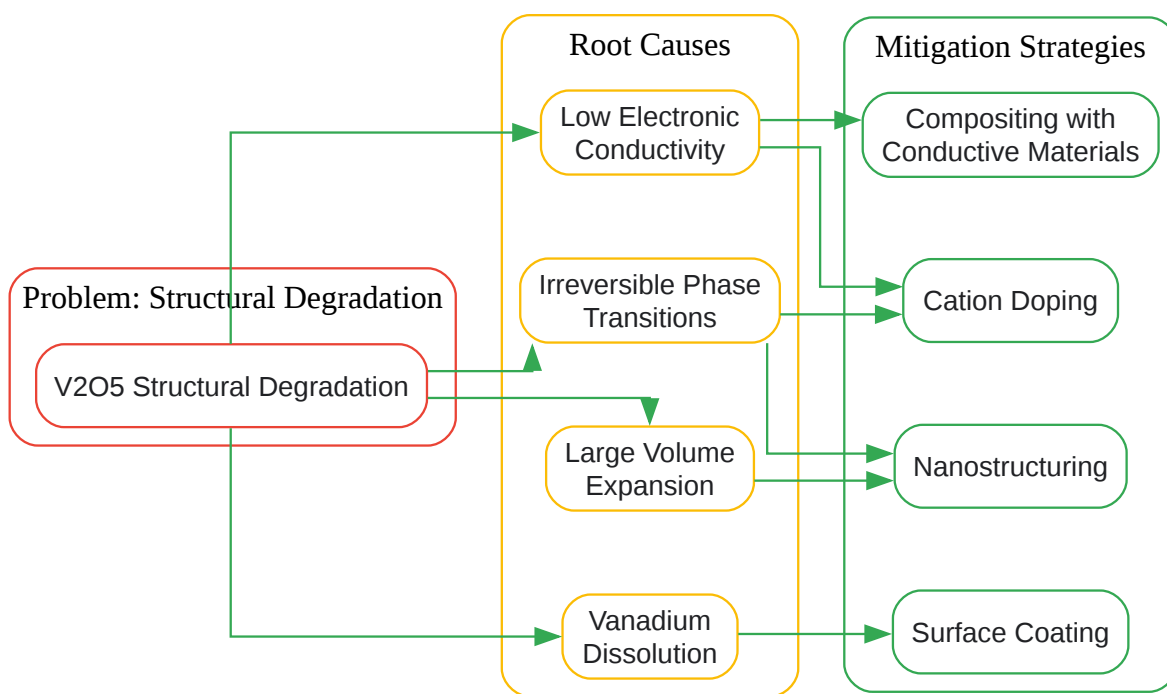 Root Causes
Mitigation Strategies
Low Electronic
Conductivity
Compositing with
Conductive Materials
Problem: Structural Degradation
V2O5 Structural Degradation
Irreversible Phase
Transitions
Cation Doping
Large Volume
Expansion
Nanostructuring
Vanadium
Dissolution
Surface Coating